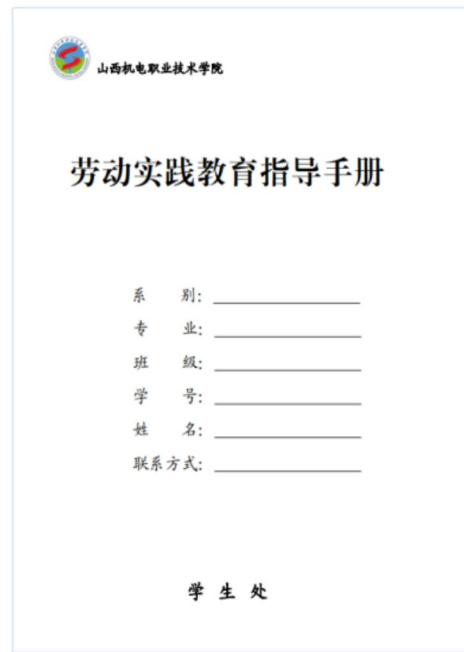 山西机电职业技术学院
劳动实践教育指导手册
系 别:
专 业:
班 级:
学 号:
姓 名:
联系方式:
学 生 处